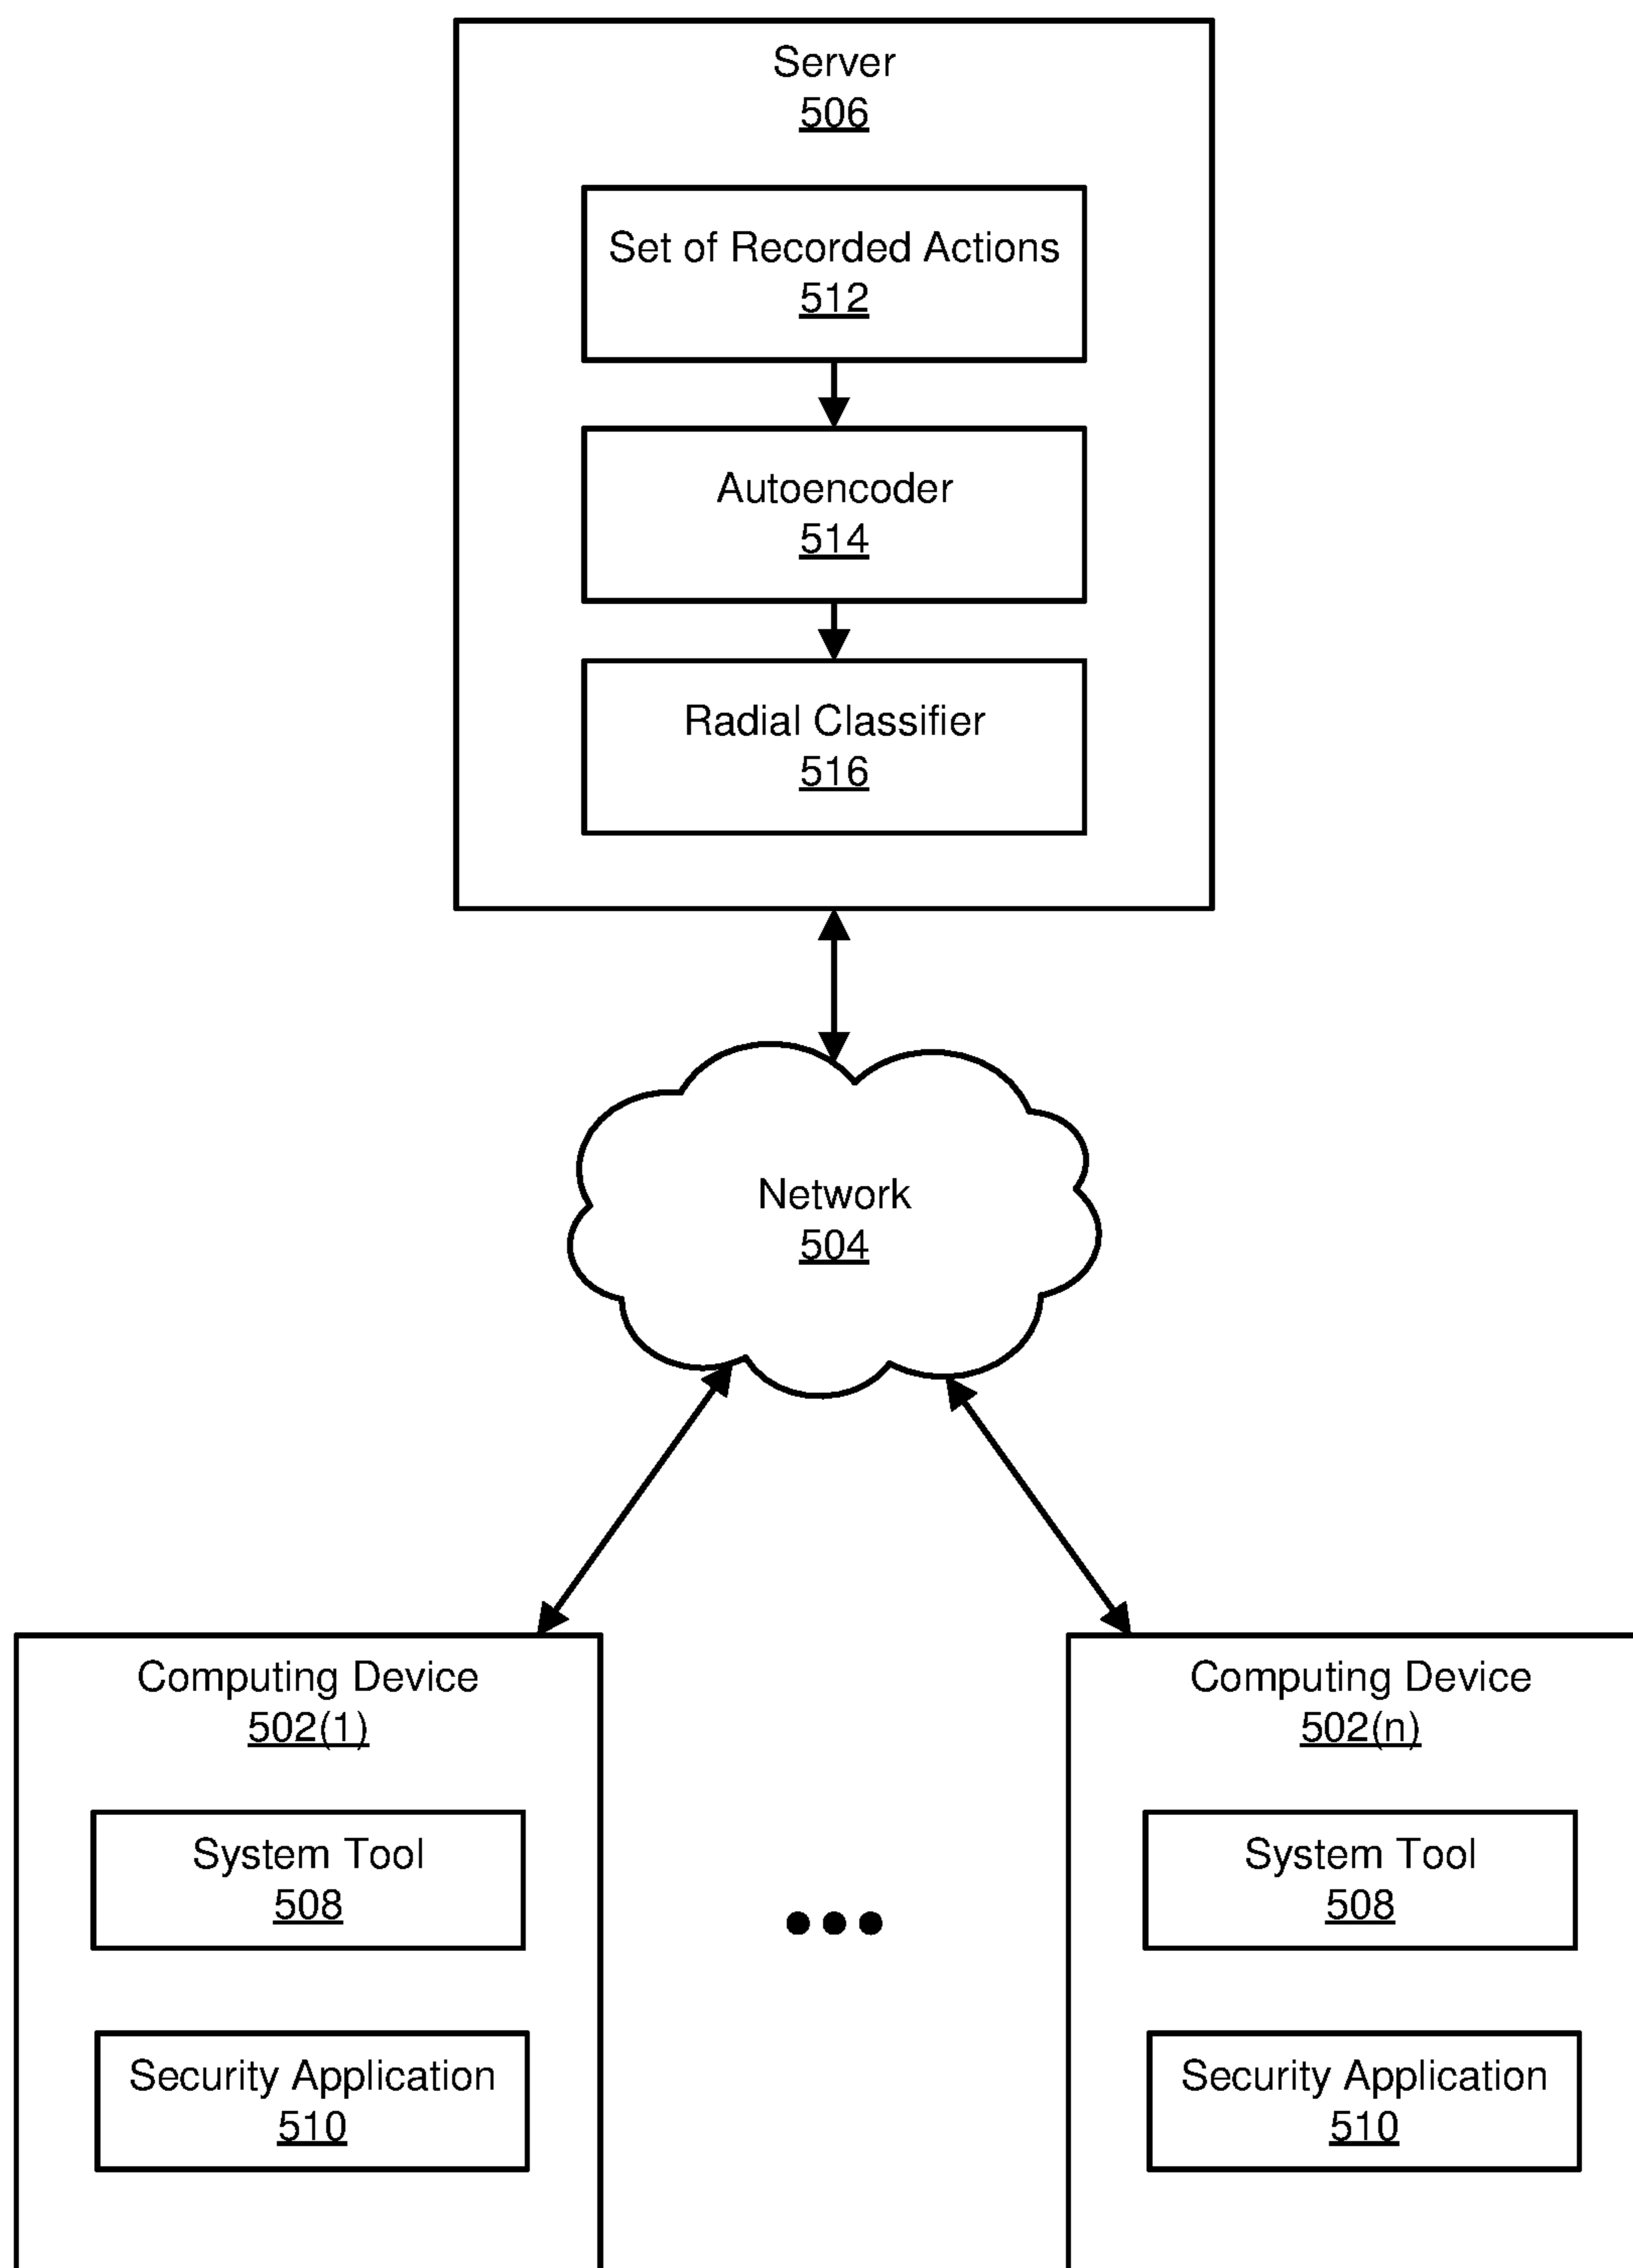 Server
506
Set of Recorded Actions
512
Autoencoder
514
Radial Classifier
516
Network
504
Computing Device
502(1)
System Tool
508
Security Application
510
Computing Device
502(n)
System Tool
508
Security Application
510